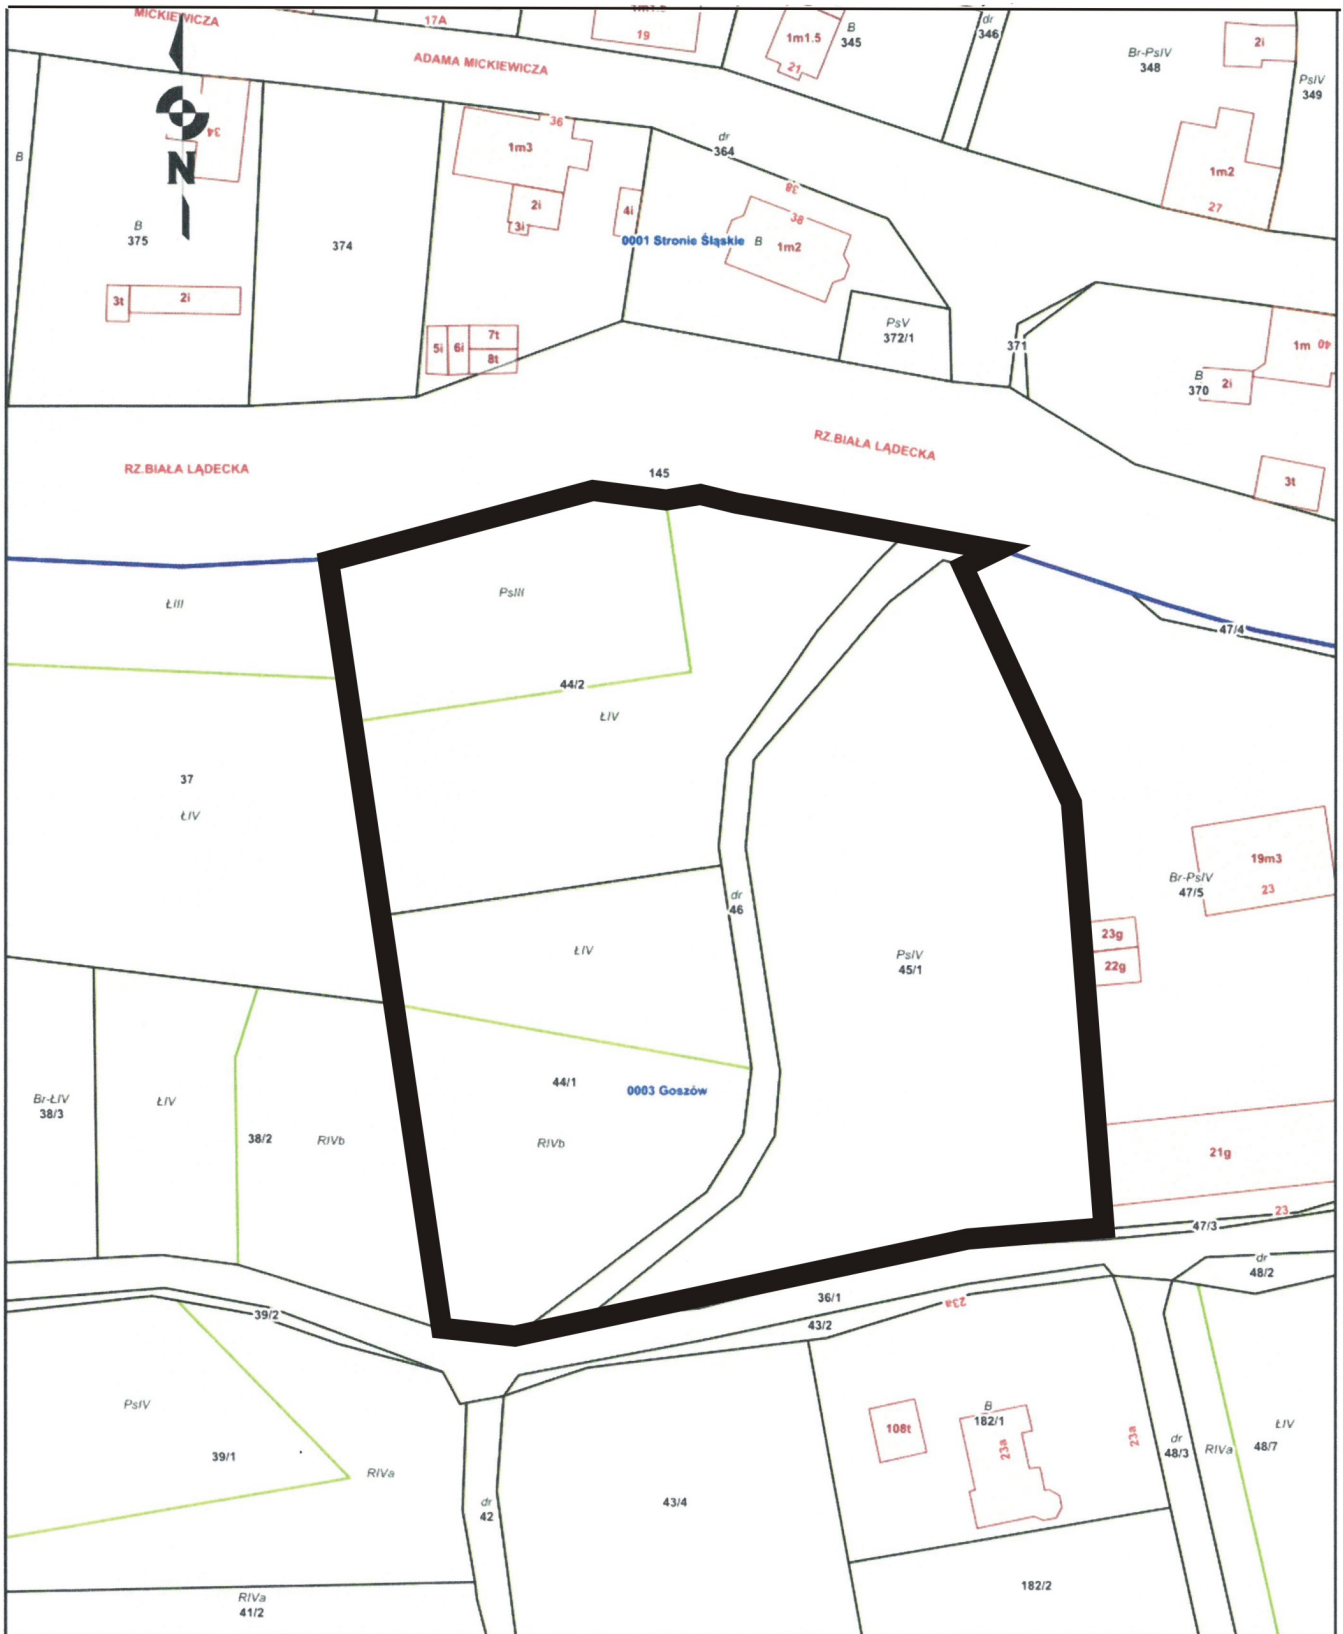 MICKIEWICZA
17A
19
1m1.5
21
B
345
dr
346
Br-PsIV
348
2i
PsIV
349
ADAMA MICKIEWICZA
34
N
B
B
375
374
36
1m3
2i
3i
4i
dr
364
38
38
1m2
0001 Stronie Śląskie
B
1m2
27
3t
2i
5i
6i
7t
8t
PsV
372/1
371
B
370
2i
1m
40
3t
RZ.BIAŁA LĄDECKA
RZ.BIAŁA LĄDECKA
145
ŁIII
PsIII
47/4
44/2
ŁIV
37
ŁIV
19m3
23
Br-PsIV
47/5
dr
46
23g
22g
ŁIV
PsIV
45/1
44/1
0003 Goszów
Br-ŁIV
38/3
ŁIV
38/2
RIVb
RIVb
21g
23
47/3
dr
48/2
36/1
23a
43/2
39/2
PsIV
39/1
RIVa
B
182/1
108t
23a
23a
dr
48/3
RIVa
ŁIV
48/7
dr
42
43/4
182/2
RIVa
41/2